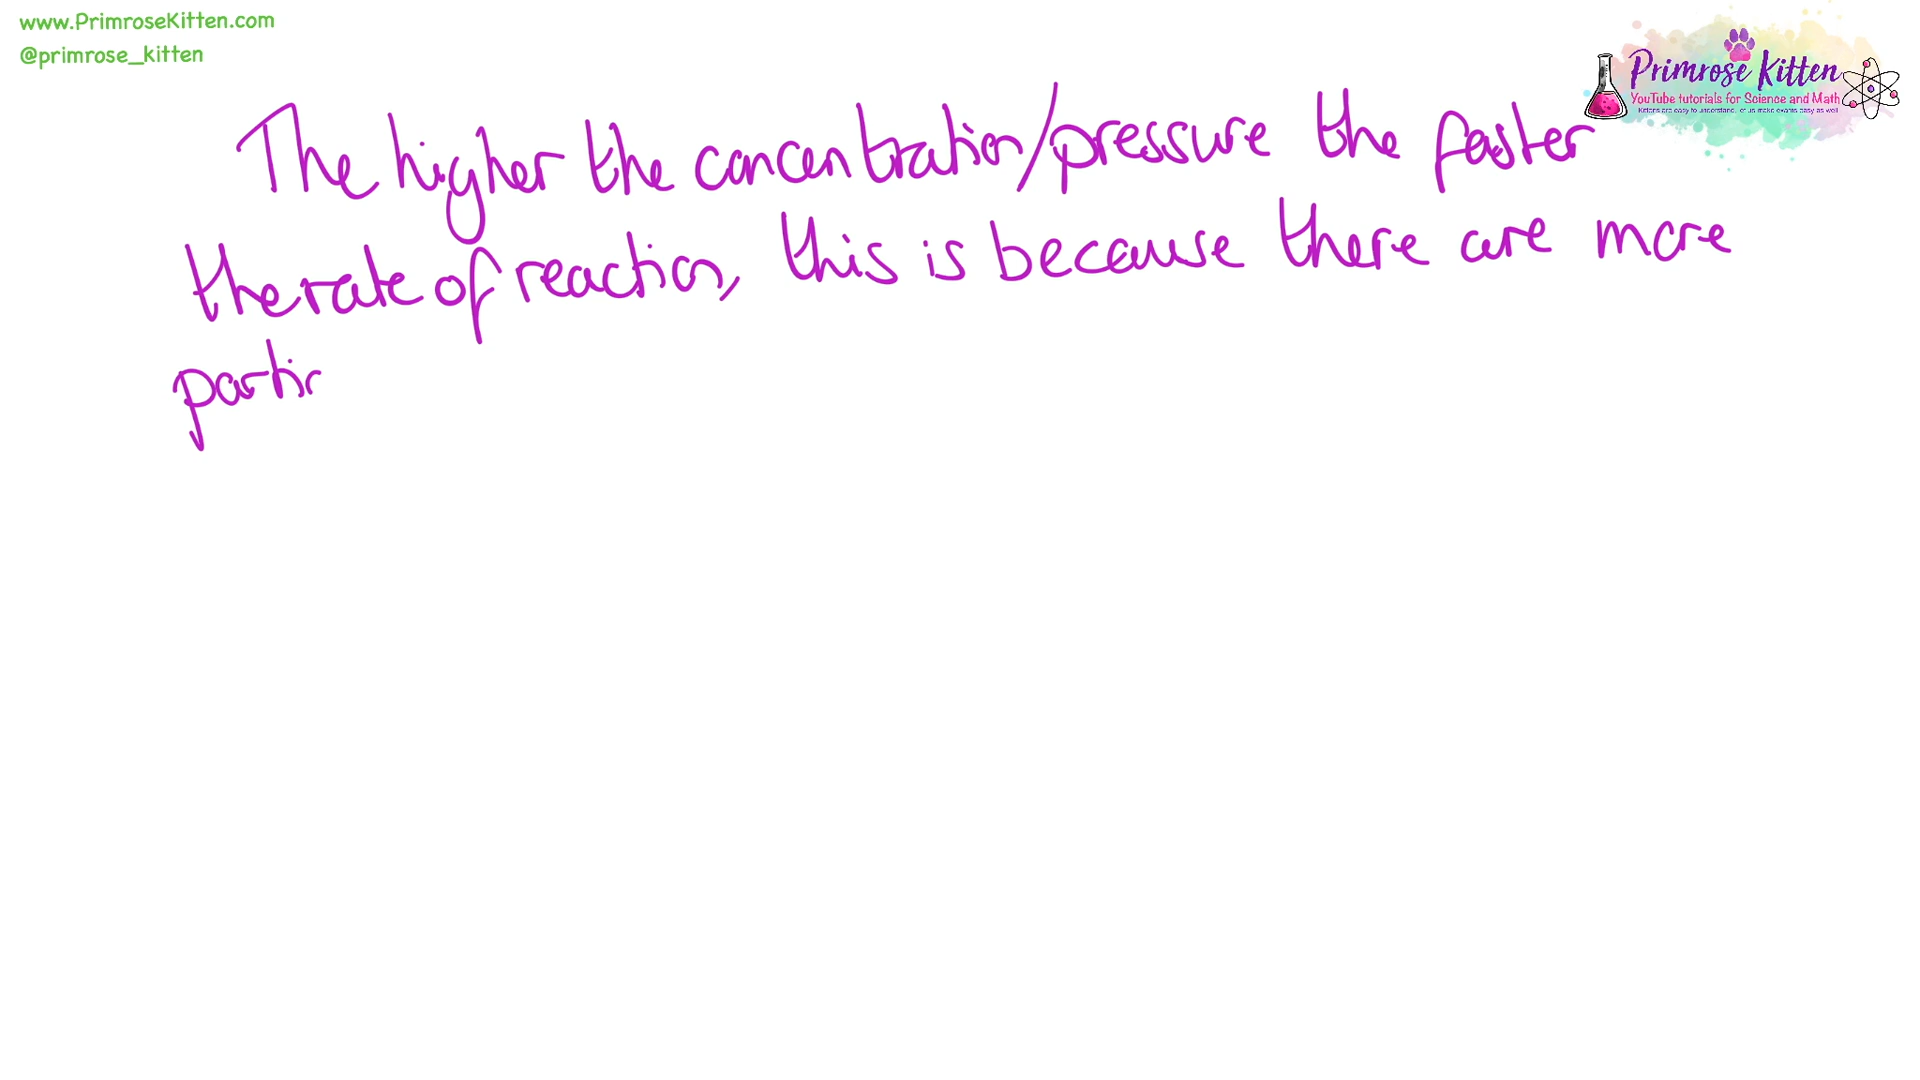 www.PrimroseKitten.com
@primrose_kitten
Primrose Kitten
YouTube tutorials for Science and Math
The higher the concentration/pressure the faster
the rate of reaction, this is because there are more
partic